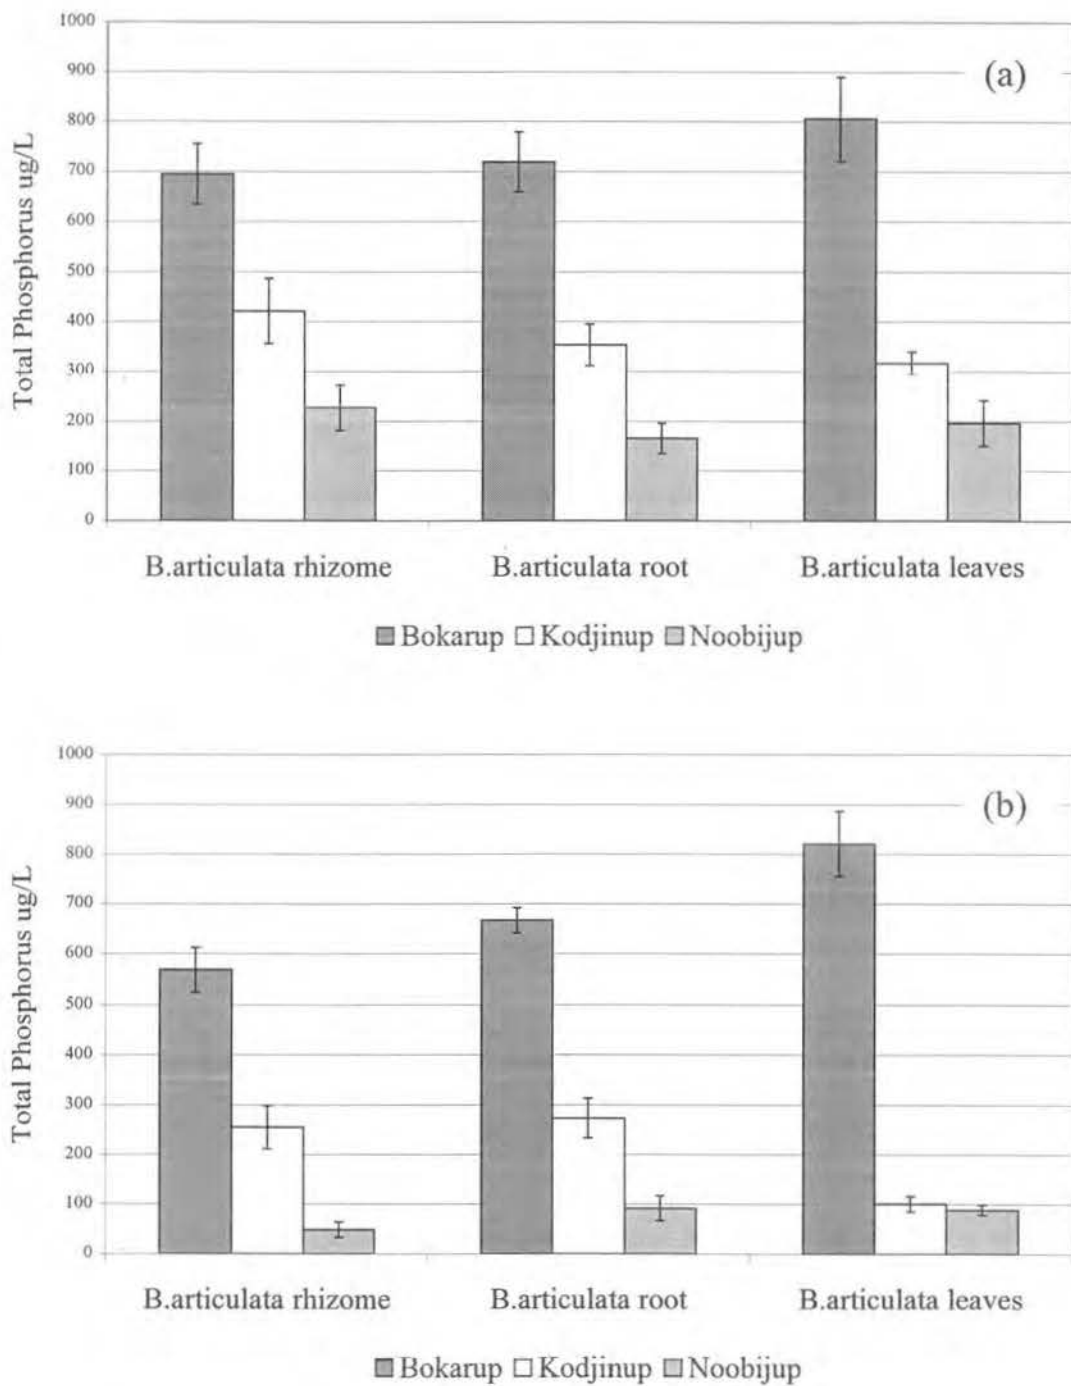 1000
900
800
700
600
500
400
300
200
100
0
Total Phosphorus ug/L
(a)
B.articulata rhizome B.articulata root B.articulata leaves
Bokarup Kodjinup Noobijup
1000
900
800
700
600
500
400
300
200
100
0
Total Phosphorus ug/L
(b)
B.articulata rhizome B.articulata root B.articulata leaves
Bokarup Kodjinup Noobijup